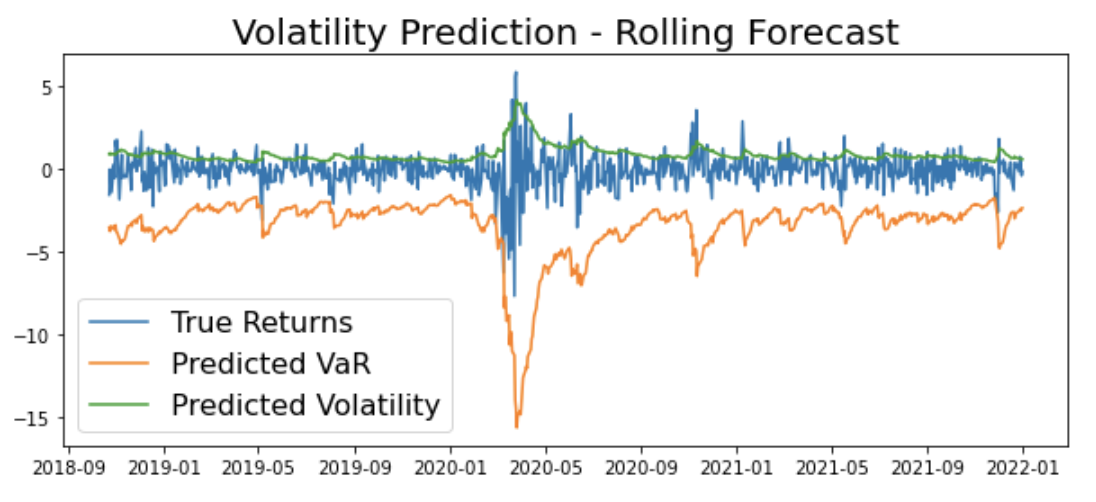 Volatility Prediction - Rolling Forecast
5
0
−5
−10
−15
True Returns
Predicted VaR
Predicted Volatility
2018-09 2019-01 2019-05 2019-09 2020-01 2020-05 2020-09 2021-01 2021-05 2021-09 2022-01